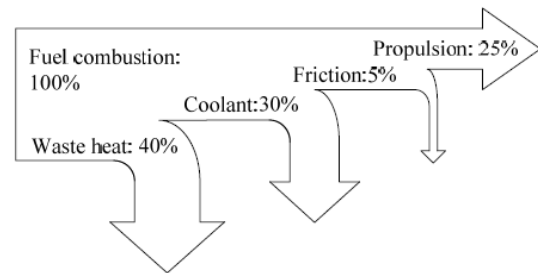 Fuel combustion:
100%
Propulsion: 25%
Friction:5%
Coolant:30%
Waste heat: 40%